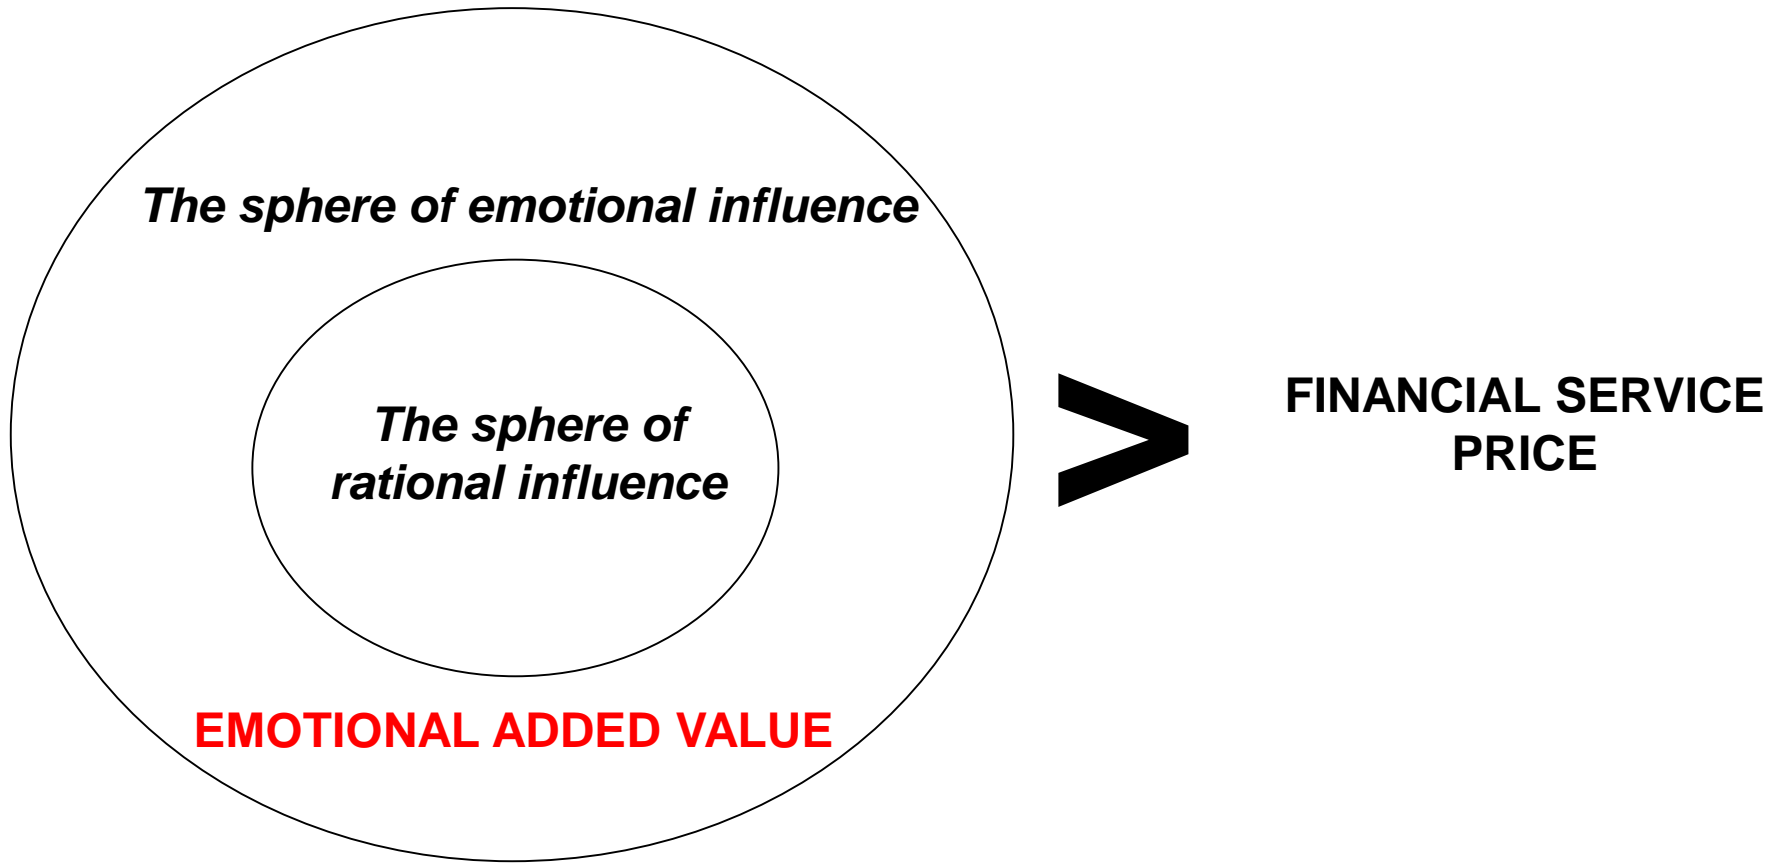 The sphere of emotional influence
The sphere of
rational influence
EMOTIONAL ADDED VALUE
>
FINANCIAL SERVICE
PRICE